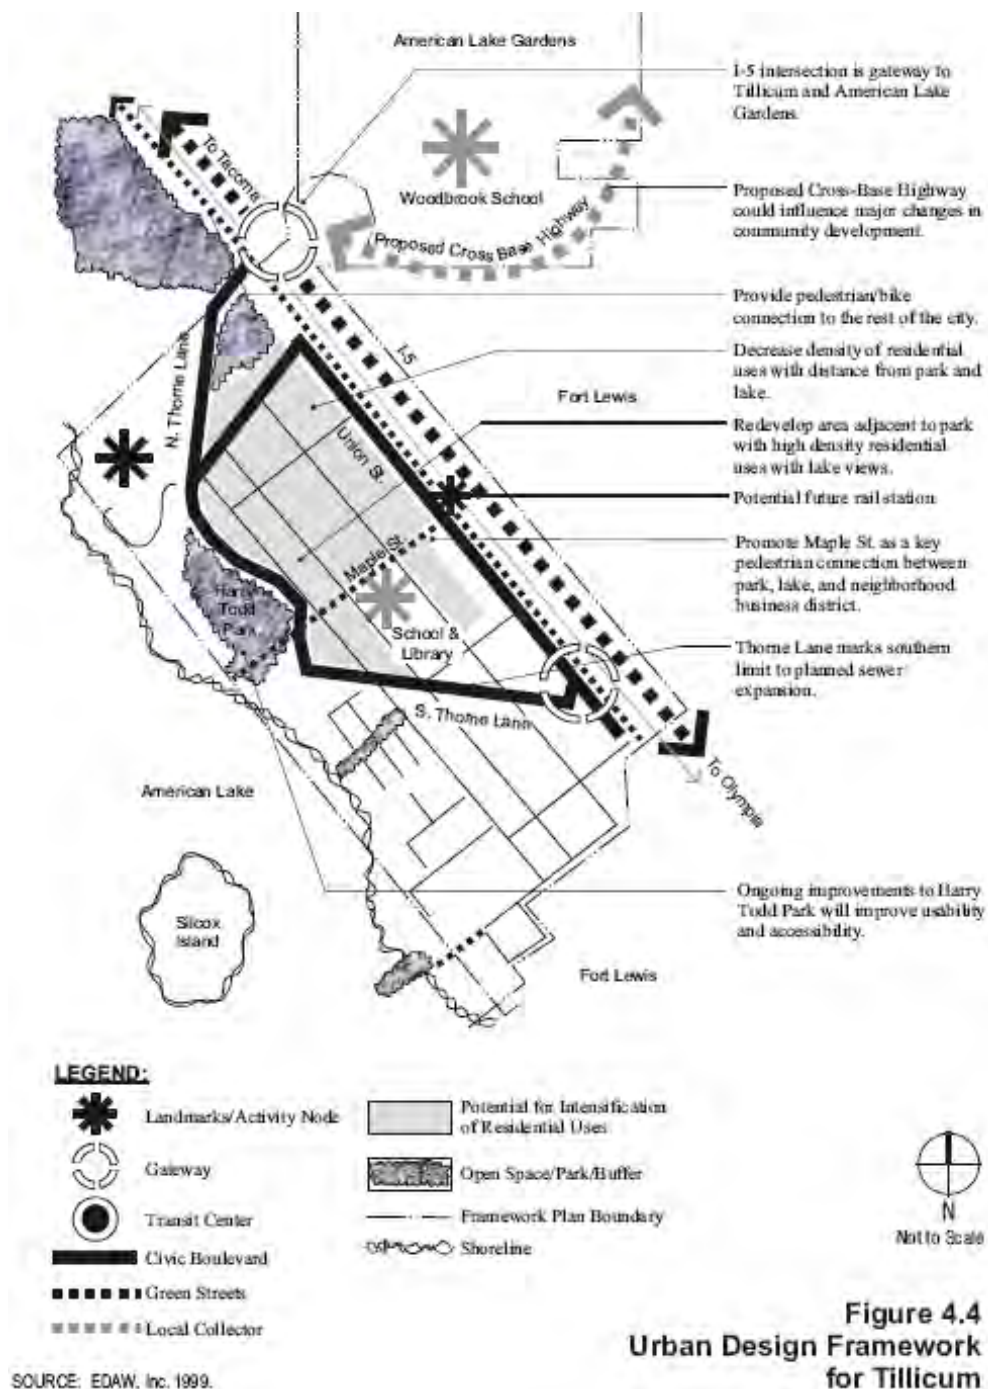 American Lake Gardens
I-5 intersection is gateway to
Tillicum and American Lake
Gardens.
To Tacoma
Woodbrook School
Proposed Cross Base Highway
Proposed Cross-Base Highway
could influence major changes in
community development.
Provide pedestrian/bike
connection to the rest of the city.
I-5
N. Thorne Lane
Decrease density of residential
uses with distance from park and
lake.
Fort Lewis
Union St.
Redevelop area adjacent to park
with high density residential
uses with lake views.
Potential future rail station
Maple St.
Promote Maple St. as a key
pedestrian connection between
park, lake, and neighborhood
business district.
Harry
Todd
Park
School &
Library
Thorne Lane marks southern
limit to planned sewer
expansion.
S. Thorne Lane
To Olympia
American Lake
Silcox
Island
Ongoing improvements to Harry
Todd Park will improve usability
and accessibility.
Fort Lewis
LEGEND:
Landmarks/Activity Node
Gateway
Transit Center
Civic Boulevard
Green Streets
Local Collector
Potential for Intensification
of Residential Uses
Open Space/Park/Buffer
Framework Plan Boundary
Shoreline
N
Not to Scale
Figure 4.4
Urban Design Framework
for Tillicum
SOURCE: EDAW, Inc. 1999.